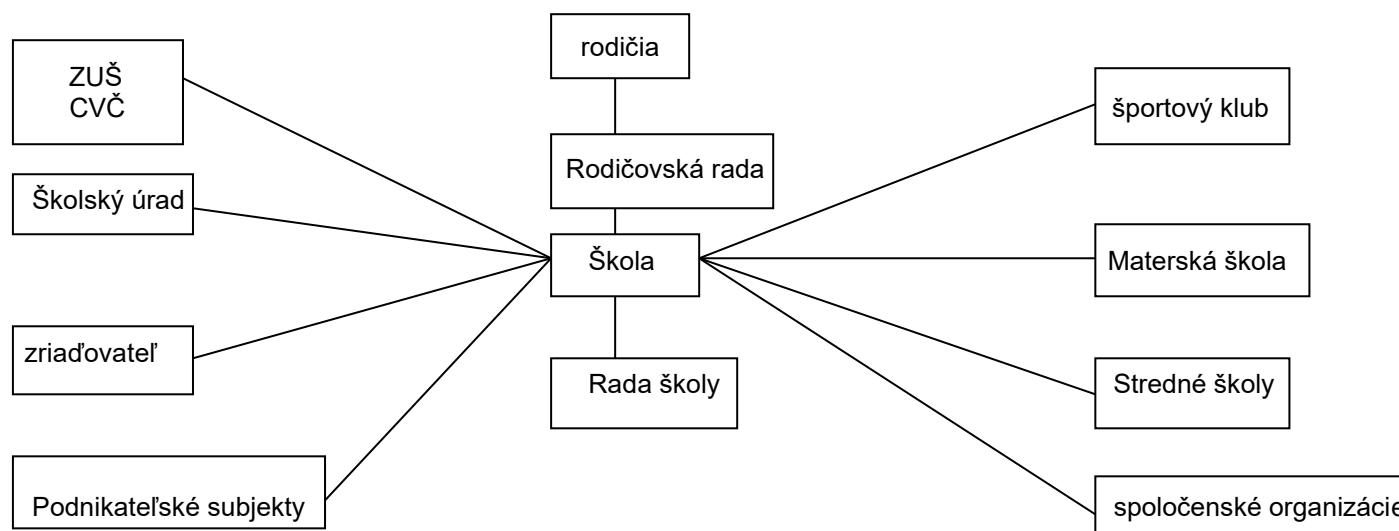 rodičia
ZUŠ
CVČ
športový klub
Rodičovská rada
Školský úrad
Škola
Materská škola
zriaďovateľ
Rada školy
Stredné školy
Podnikateľské subjekty
spoločenské organizácie